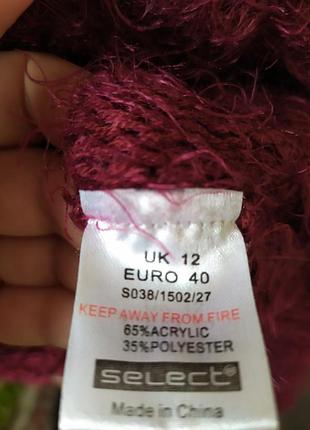 UK 12
EURO 40
S038/1502/27
KEEP AWAY FROM FIRE
65%ACRYLIC
35%POLYESTER
select
Made in China